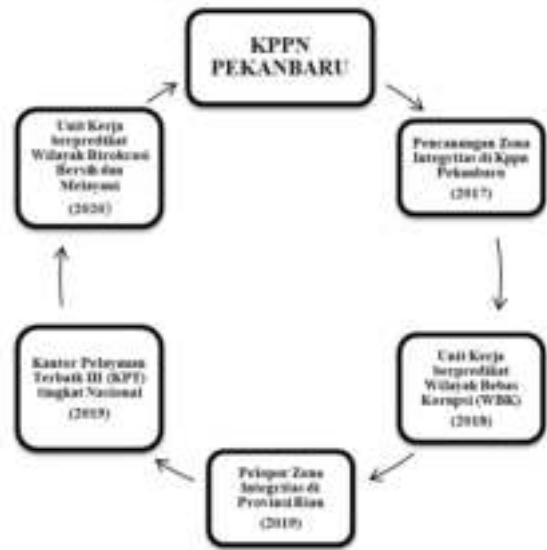 KPPN
PEKANBARU
Pencanangan Zona
Integritas di Kppn
Pekanbaru
(2017)
Unit Kerja
berpredikat
Wilayah Bebas
Korupsi (WBK)
(2018)
Pelopor Zona
Integritas di
Provinsi Riau
(2019)
Kantor Pelayanan
Terbaik III (KPT)
tingkat Nasional
(2019)
Unit Kerja
berpredikat
Wilayah Birokrasi
Bersih dan
Melayani
(2020)